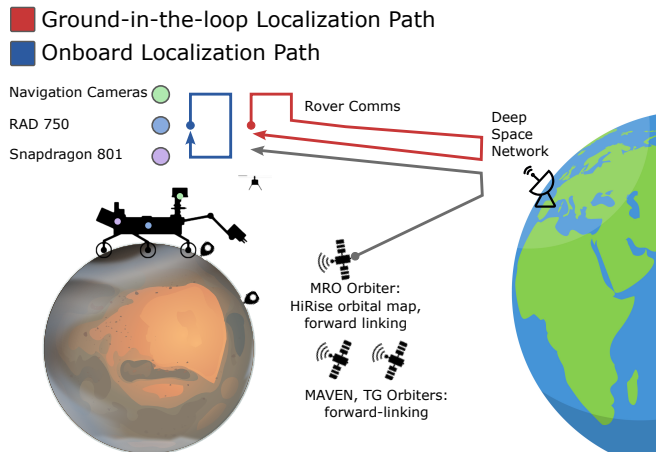 Ground-in-the-loop Localization Path
Onboard Localization Path
Navigation Cameras
RAD 750
Snapdragon 801
Rover Comms
Deep
Space
Network
MRO Orbiter:
HiRise orbital map,
forward linking
MAVEN, TG Orbiters:
forward-linking